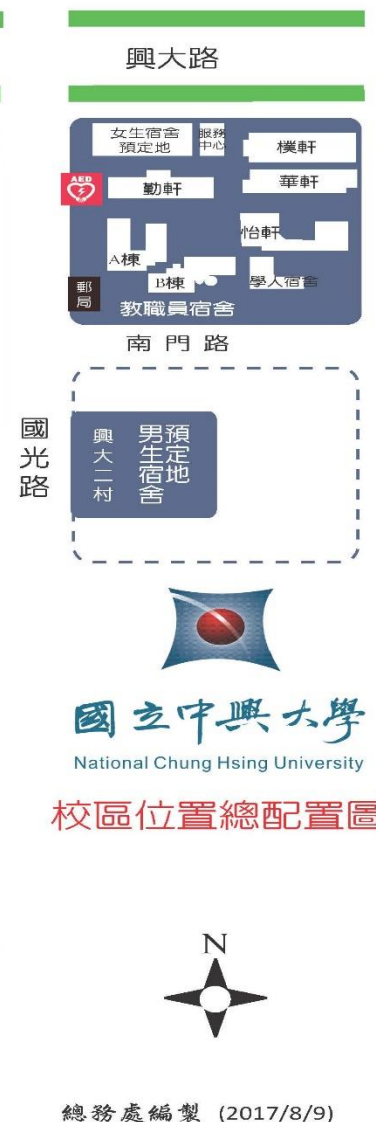 興大路
女生宿舍
預定地
服務
中心
樸軒
AED
勤軒
華軒
怡軒
A棟
B棟
學人宿舍
郵局
教職員宿舍
南門路
國光路
興大二村
預定地
男生宿舍
國立中興大學
National Chung Hsing University
校區位置總配置圖
N
總務處編製 (2017/8/9)